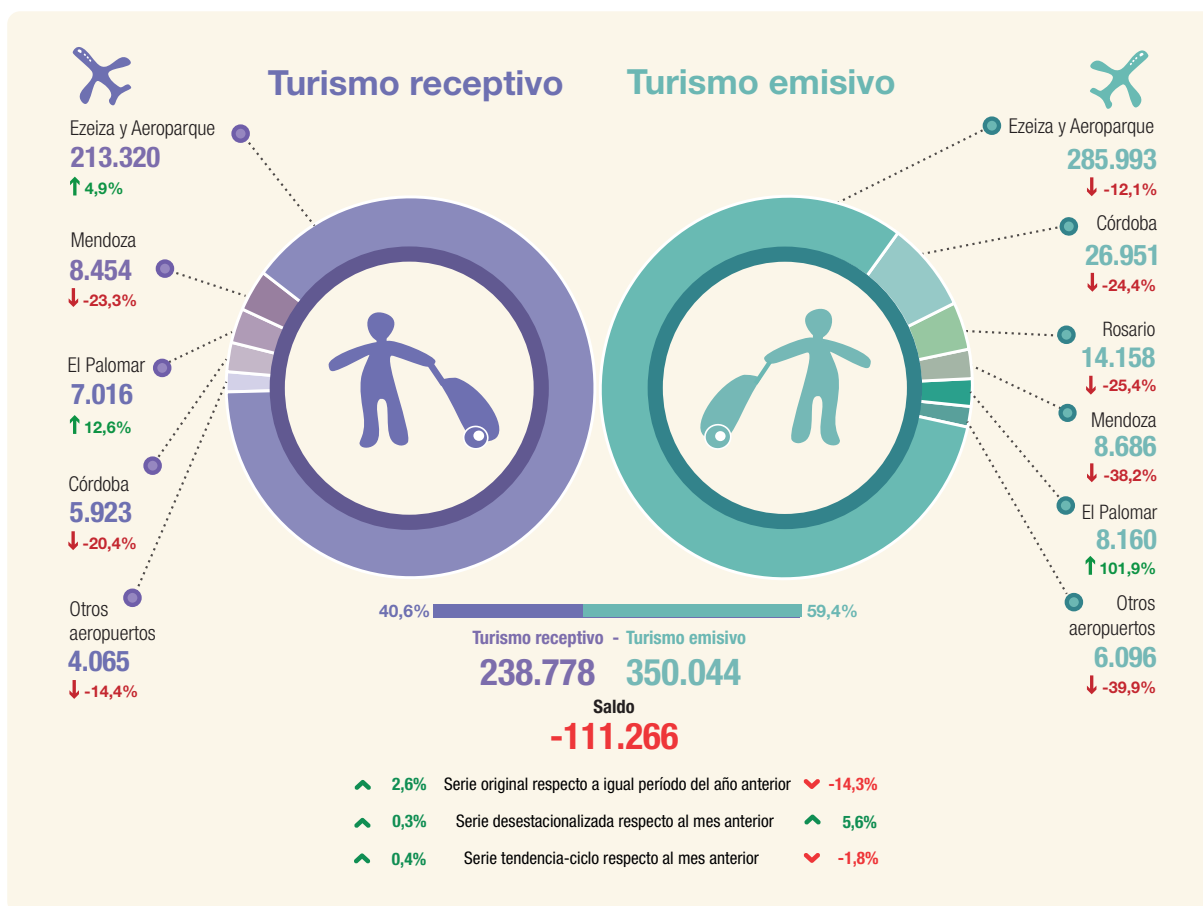 Turismo receptivo
Turismo emisivo
Ezeiza y Aeroparque
213.320
4,9%
Mendoza
8.454
-23,3%
El Palomar
7.016
12,6%
Córdoba
5.923
-20,4%
Otros
aeropuertos
4.065
-14,4%
Ezeiza y Aeroparque
285.993
-12,1%
Córdoba
26.951
-24,4%
Rosario
14.158
-25,4%
Mendoza
8.686
-38,2%
El Palomar
8.160
101,9%
Otros
aeropuertos
6.096
-39,9%
40,6% 59,4%
Turismo receptivo - Turismo emisivo
238.778 350.044
Saldo
-111.266
2,6% Serie original respecto a igual período del año anterior -14,3%
0,3% Serie desestacionalizada respecto al mes anterior 5,6%
0,4% Serie tendencia-ciclo respecto al mes anterior -1,8%